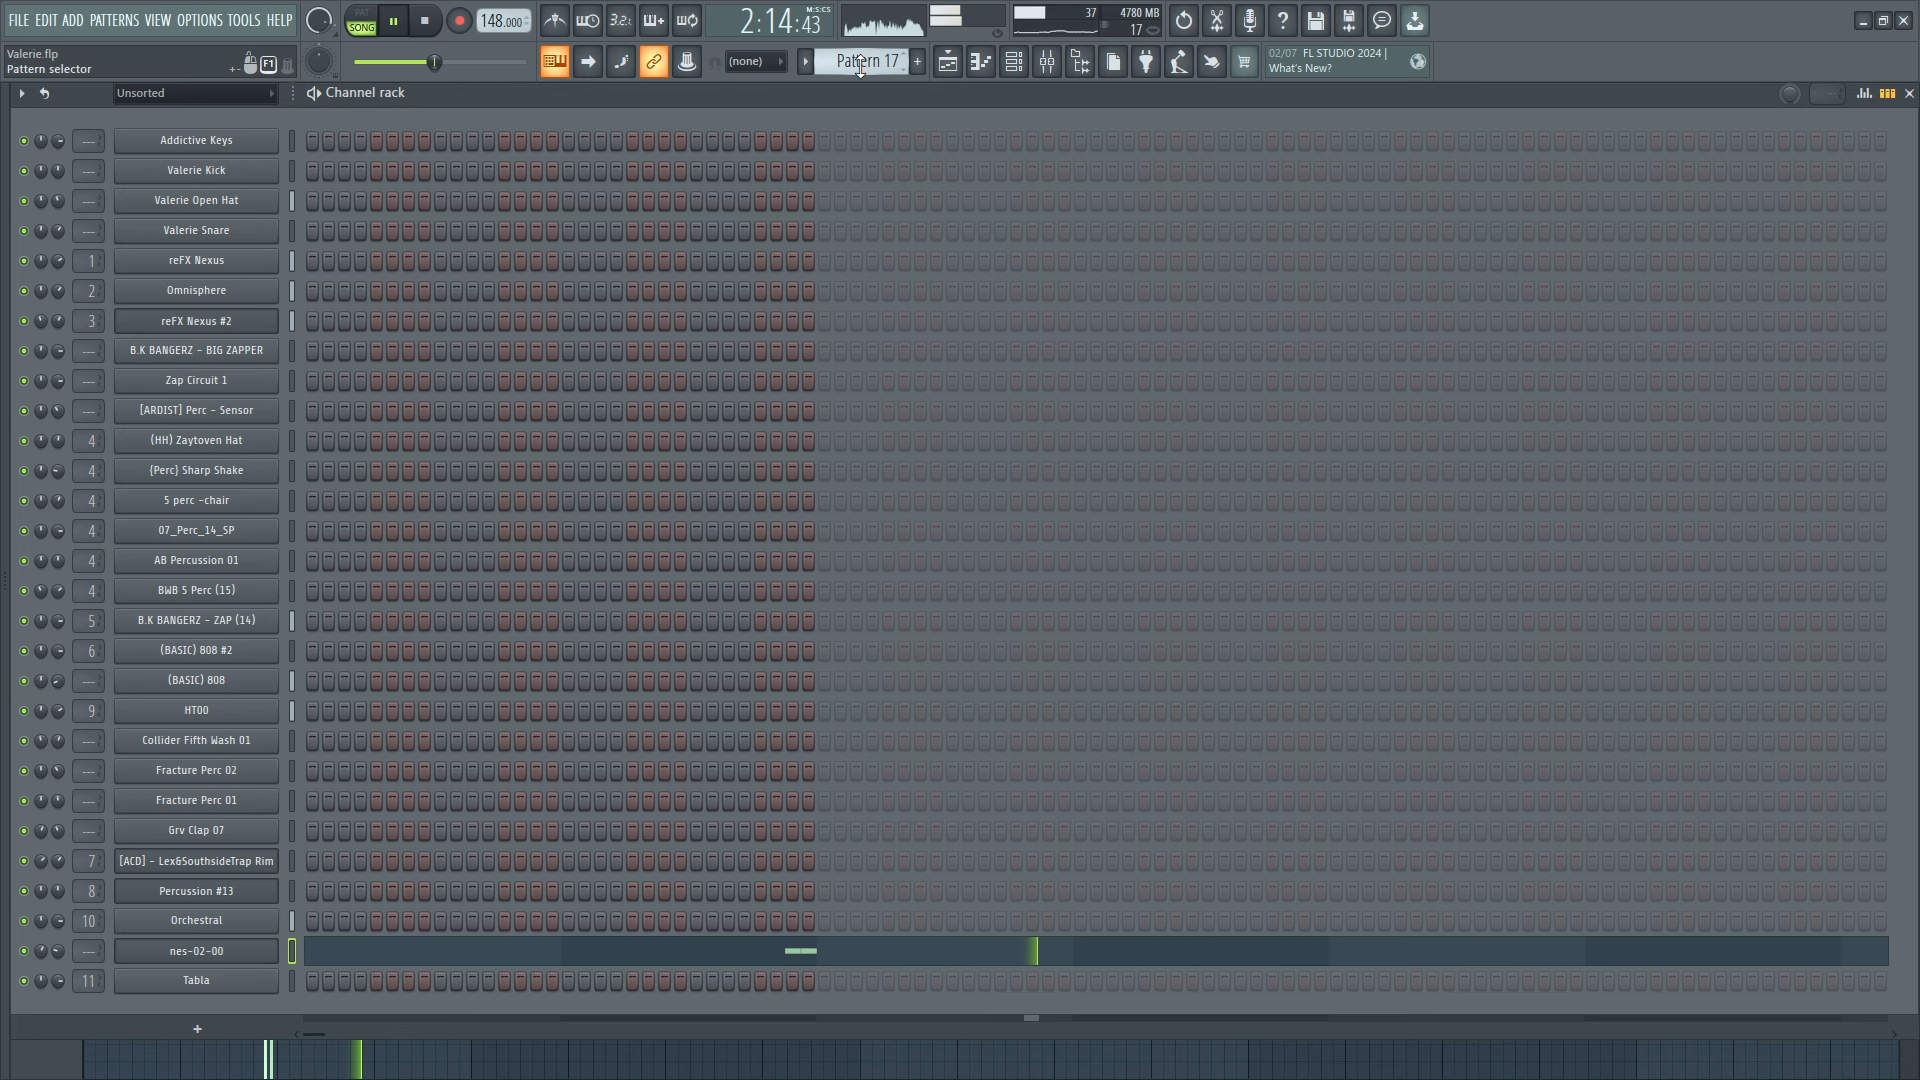 FILE EDIT ADD PATTERNS VIEW OPTIONS TOOLS HELP
PAT
SONG
148.000
3.2.
2:14:43
M:S:CS
37
4780 MB
17
Valerie.flp
Pattern selector
F1
(none)
Pattern 17
+
02/07 FL STUDIO 2024 |
What's New?
Unsorted
Channel rack
--- Addictive Keys
--- Valerie Kick
--- Valerie Open Hat
--- Valerie Snare
1 reFX Nexus
2 Omnisphere
3 reFX Nexus #2
--- B.K BANGERZ - BIG ZAPPER
--- Zap Circuit 1
--- [ARDIST] Perc - Sensor
4 (HH) Zaytoven Hat
4 {Perc} Sharp Shake
4 5 perc -chair
4 07_Perc_14_SP
4 AB Percussion 01
4 BWB 5 Perc (15)
5 B.K BANGERZ - ZAP (14)
6 (BASIC) 808 #2
--- (BASIC) 808
9 HT00
--- Collider Fifth Wash 01
--- Fracture Perc 02
--- Fracture Perc 01
--- Grv Clap 07
7 [ACD] - Lex&SouthsideTrap Rim
8 Percussion #13
10 Orchestral
--- nes-02-00
11 Tabla
+